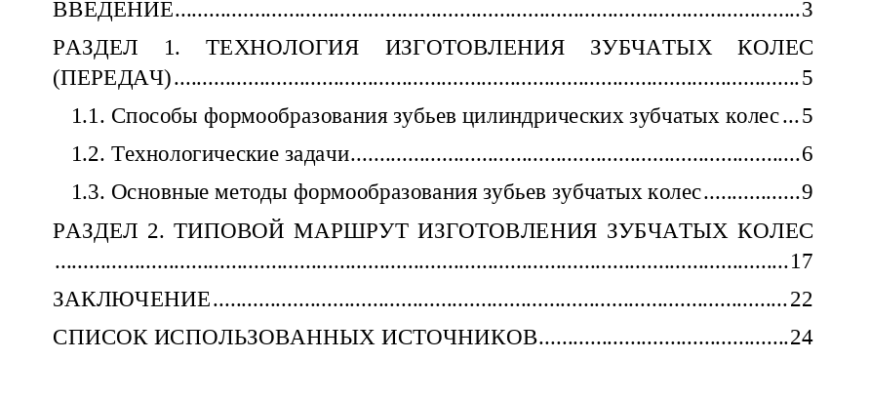 ВВЕДЕНИЕ....................................................................................................3
РАЗДЕЛ 1. ТЕХНОЛОГИЯ ИЗГОТОВЛЕНИЯ ЗУБЧАТЫХ КОЛЕС
(ПЕРЕДАЧ)....................................................................................................5
1.1. Способы формообразования зубьев цилиндрических зубчатых колес...5
1.2. Технологические задачи................................................................................6
1.3. Основные методы формообразования зубьев зубчатых колес.................9
РАЗДЕЛ 2. ТИПОВОЙ МАРШРУТ ИЗГОТОВЛЕНИЯ ЗУБЧАТЫХ КОЛЕС
....................................................................................................................17
ЗАКЛЮЧЕНИЕ....................................................................................................22
СПИСОК ИСПОЛЬЗОВАННЫХ ИСТОЧНИКОВ............................................24